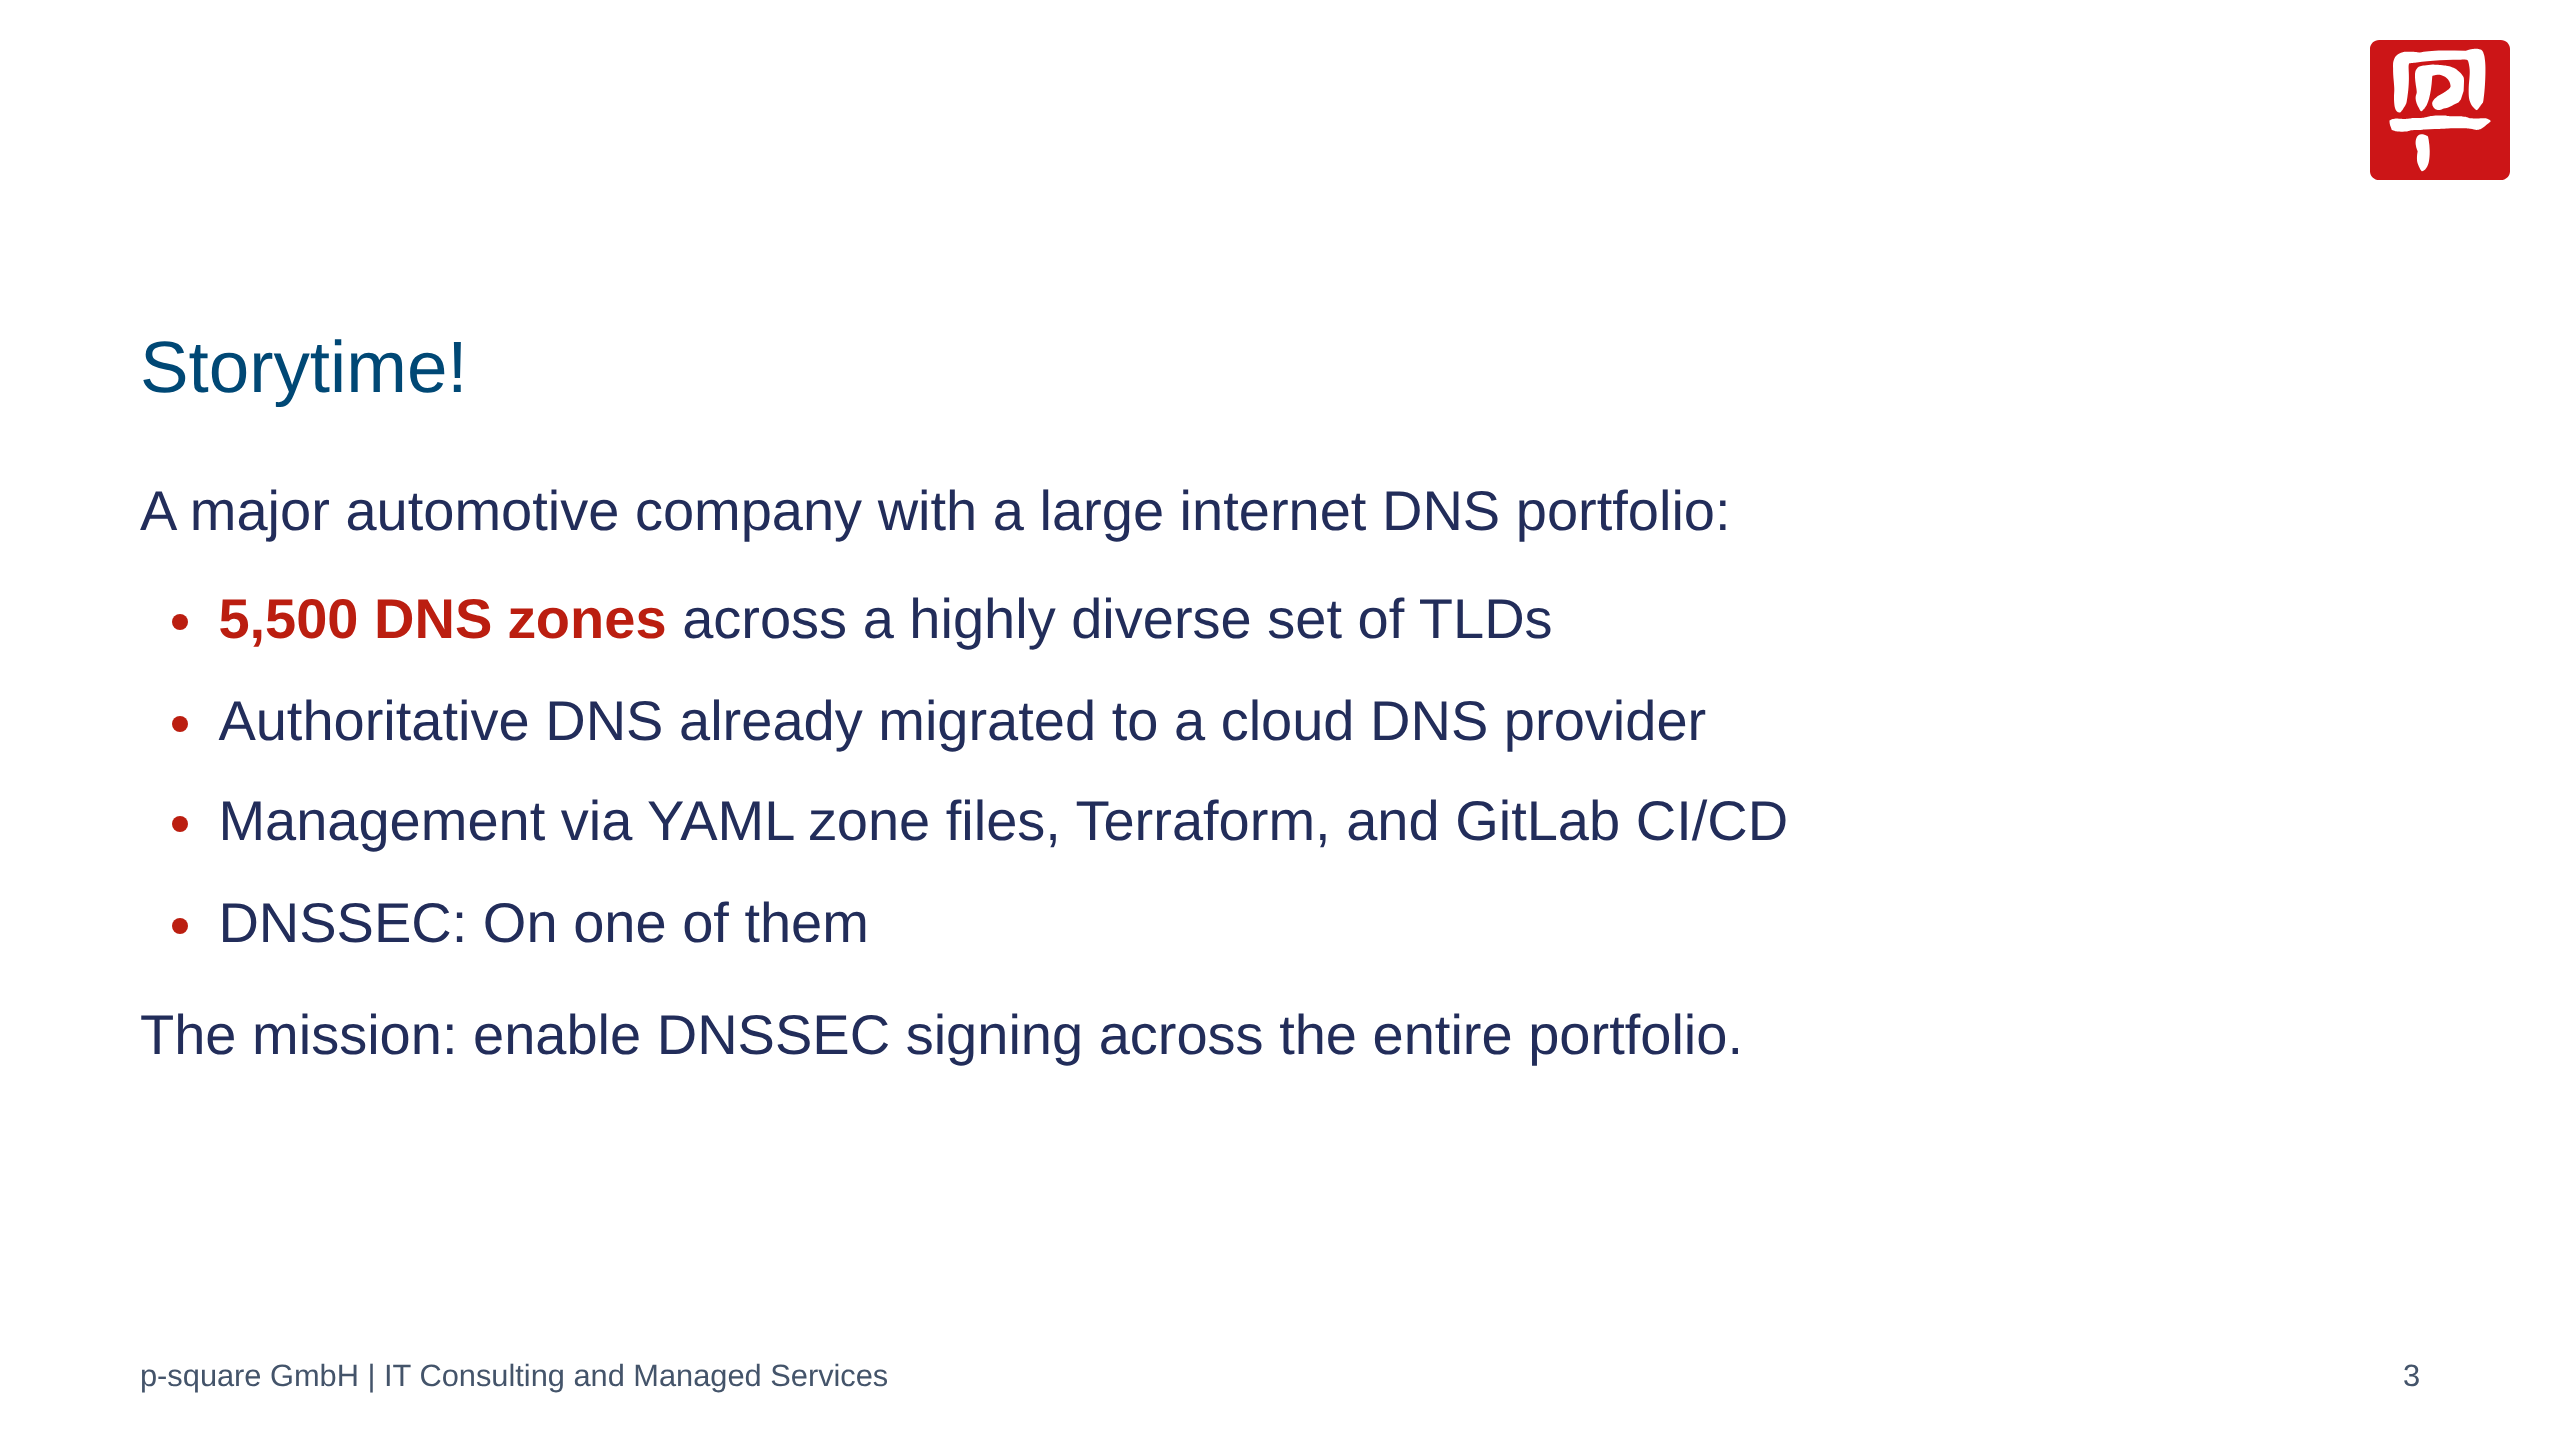 Storytime!
A major automotive company with a large internet DNS portfolio:
• 5,500 DNS zones across a highly diverse set of TLDs
• Authoritative DNS already migrated to a cloud DNS provider
• Management via YAML zone files, Terraform, and GitLab CI/CD
• DNSSEC: On one of them
The mission: enable DNSSEC signing across the entire portfolio.
p-square GmbH | IT Consulting and Managed Services
3